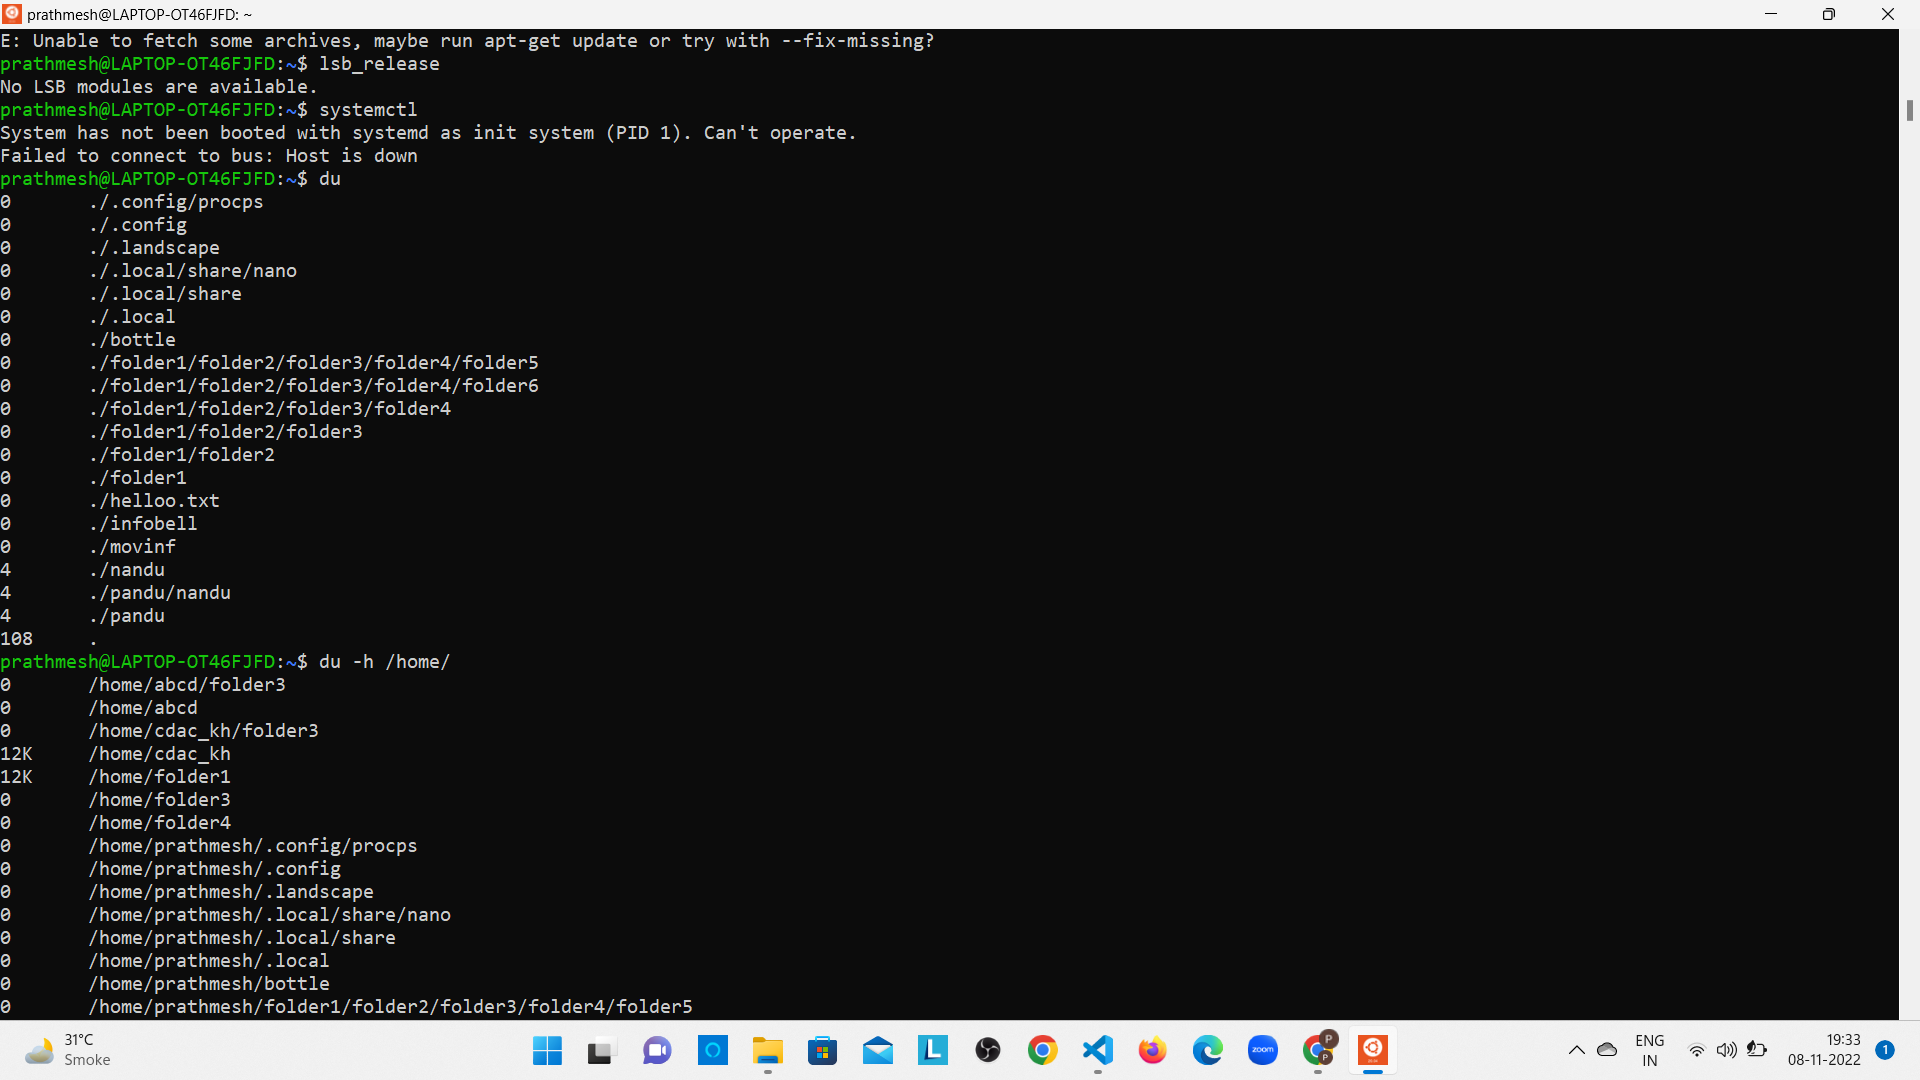 prathmesh@LAPTOP-OT46FJFD: ~
E: Unable to fetch some archives, maybe run apt-get update or try with --fix-missing?
prathmesh@LAPTOP-OT46FJFD:~$ lsb_release
No LSB modules are available.
prathmesh@LAPTOP-OT46FJFD:~$ systemctl
System has not been booted with systemd as init system (PID 1). Can't operate.
Failed to connect to bus: Host is down
prathmesh@LAPTOP-OT46FJFD:~$ du
0 ./.config/procps
0 ./.config
0 ./.landscape
0 ./.local/share/nano
0 ./.local/share
0 ./.local
0 ./bottle
0 ./folder1/folder2/folder3/folder4/folder5
0 ./folder1/folder2/folder3/folder4/folder6
0 ./folder1/folder2/folder3/folder4
0 ./folder1/folder2/folder3
0 ./folder1/folder2
0 ./folder1
0 ./helloo.txt
0 ./infobell
0 ./movinf
4 ./nandu
4 ./pandu/nandu
4 ./pandu
108 .
prathmesh@LAPTOP-OT46FJFD:~$ du -h /home/
0 /home/abcd/folder3
0 /home/abcd
0 /home/cdac_kh/folder3
12K /home/cdac_kh
12K /home/folder1
0 /home/folder3
0 /home/folder4
0 /home/prathmesh/.config/procps
0 /home/prathmesh/.config
0 /home/prathmesh/.landscape
0 /home/prathmesh/.local/share/nano
0 /home/prathmesh/.local/share
0 /home/prathmesh/.local
0 /home/prathmesh/bottle
0 /home/prathmesh/folder1/folder2/folder3/folder4/folder5
31°C
Smoke
L
zoom
P
P
ENG
IN
19:33
08-11-2022
1